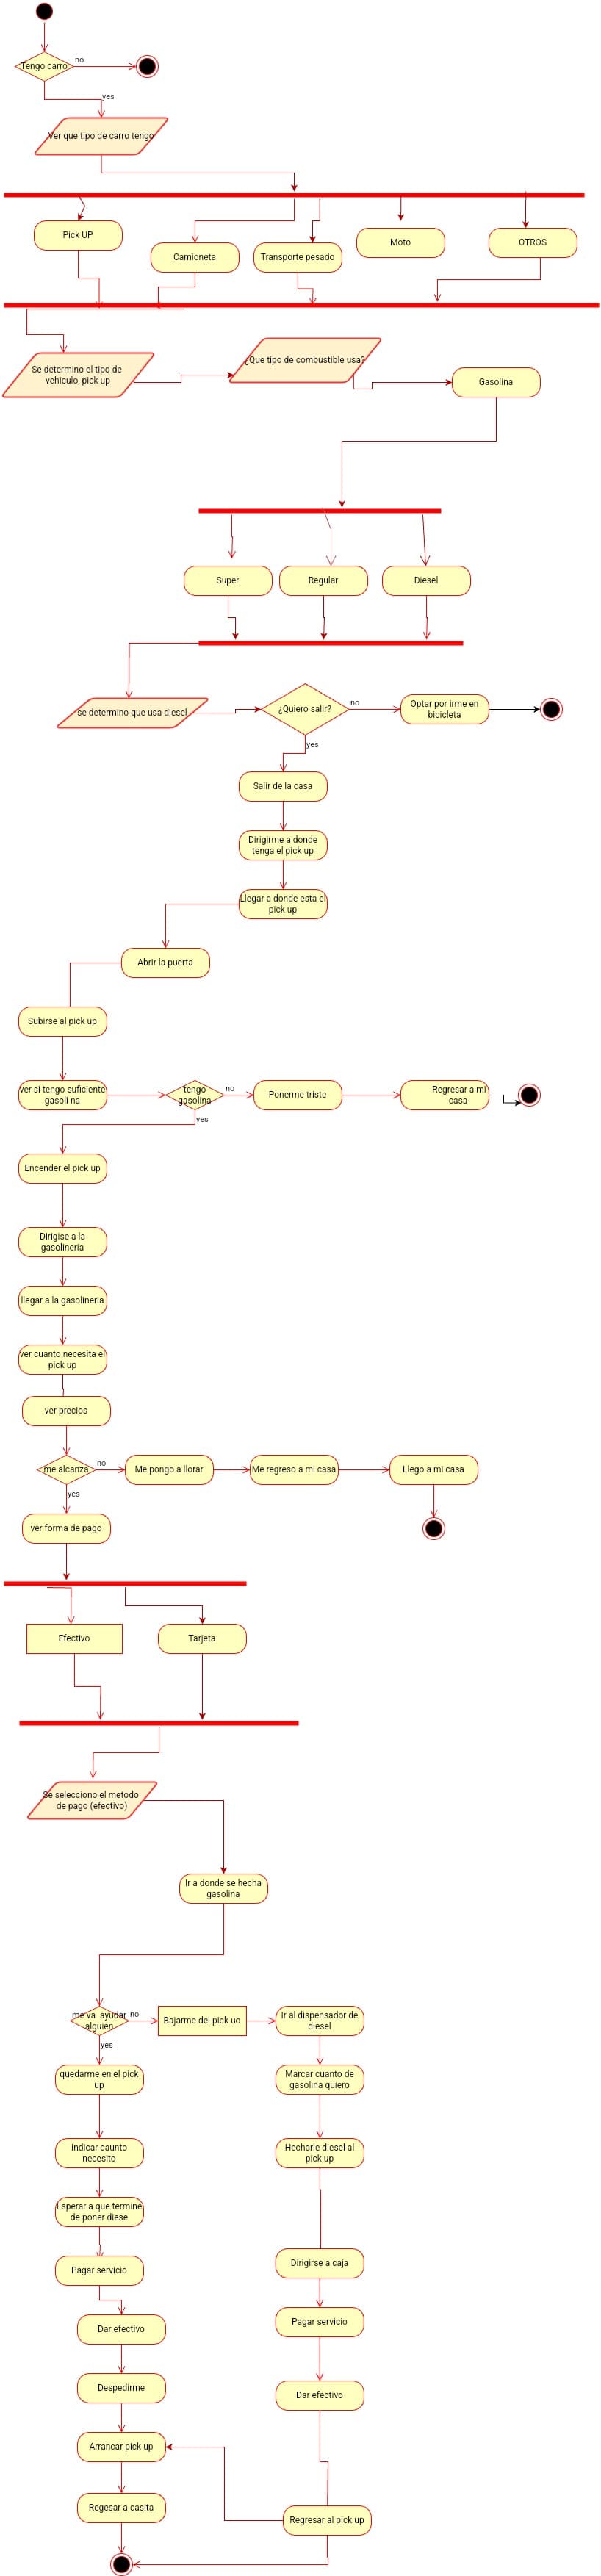 Tengo carro
no
yes
Ver que tipo de carro tengo
Pick UP
Camioneta
Transporte pesado
Moto
OTROS
Se determino el tipo de
vehiculo, pick up
¿Que tipo de combustible usa?
Gasolina
Super
Regular
Diesel
se determino que usa diesel
¿Quiero salir?
no
Optar por irme en
bicicleta
yes
Salir de la casa
Dirigirme a donde
tenga el pick up
Llegar a donde esta el
pick up
Abrir la puerta
Subirse al pick up
ver si tengo suficiente
gasoli na
tengo
gasolina
no
Ponerme triste
Regresar a mi
casa
yes
Encender el pick up
Dirigise a la
gasolineria
llegar a la gasolineria
ver cuanto necesita el
pick up
ver precios
me alcanza
no
Me pongo a llorar
Me regreso a mi casa
Llego a mi casa
yes
ver forma de pago
Efectivo
Tarjeta
Se selecciono el metodo
de pago (efectivo)
Ir a donde se hecha
gasolina
me va ayudar
alguien
no
Bajarme del pick uo
Ir al dispensador de
diesel
yes
quedarme en el pick
up
Marcar cuanto de
gasolina quiero
Indicar caunto
necesito
Hecharle diesel al
pick up
Esperar a que termine
de poner diese
Pagar servicio
Dirigirse a caja
Dar efectivo
Pagar servicio
Despedirme
Dar efectivo
Arrancar pick up
Regesar a casita
Regresar al pick up